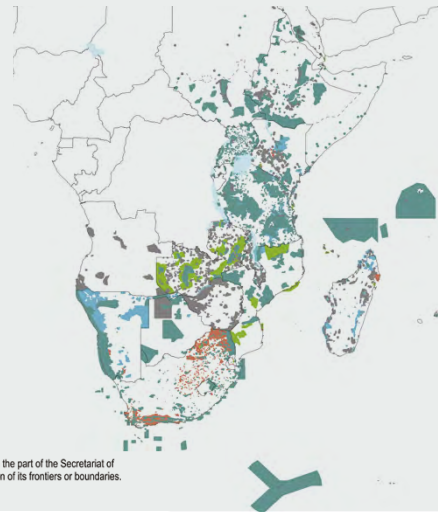 the part of the Secretariat of
n of its frontiers or boundaries.